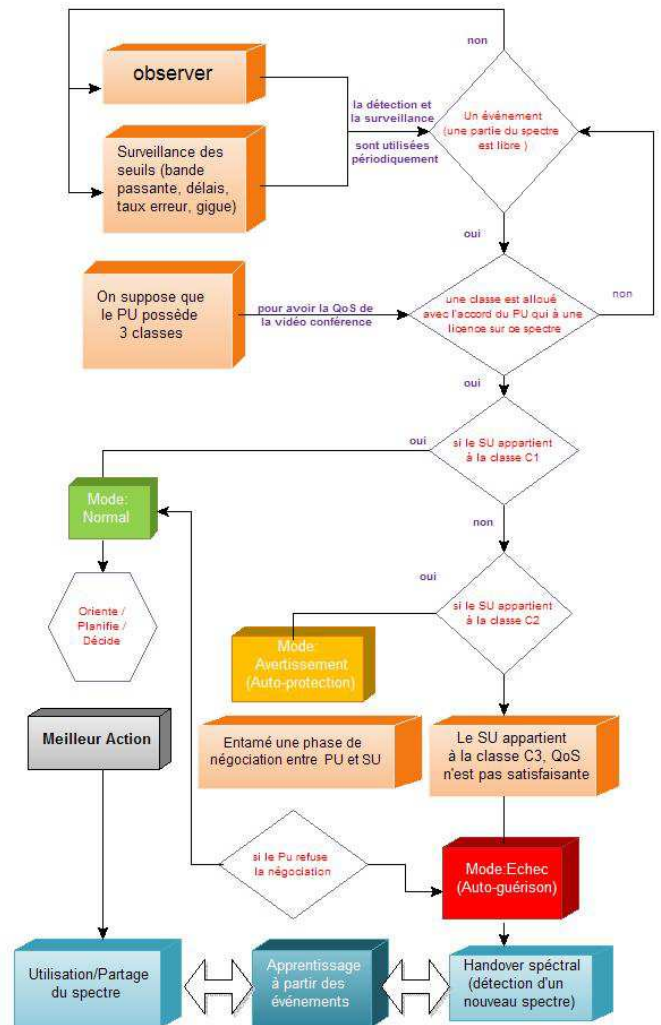 non
observer
la détection et
la surveillance
sont utilisées
périodiquement
Un événement
(une partie du spectre
est libre )
Surveillance des
seuils (bande
passante, délais,
taux erreur, gigue)
oui
On suppose que
le PU possède
3 classes
pour avoir la QoS de
la vidéo conférence
une classe est alloué
avec l'accord du PU qui à une
licence sur ce spectre
non
oui
oui
si le SU appartient
à la classe C1
Mode:
Normal
non
oui
Oriente /
Planifie /
Décide
si le SU appartient
à la classe C2
Mode:
Avertissement
(Auto-protection)
Meilleur Action
Entamé une phase de
négociation entre PU et SU
Le SU appartient
à la classe C3, QoS
n'est pas satisfaisante
si le Pu refuse
la négociation
Mode:Echec
(Auto-guérison)
Utilisation/Partage
du spectre
Apprentissage
à partir des
événements
Handover spéctral
(détection d'un
nouveau spectre)